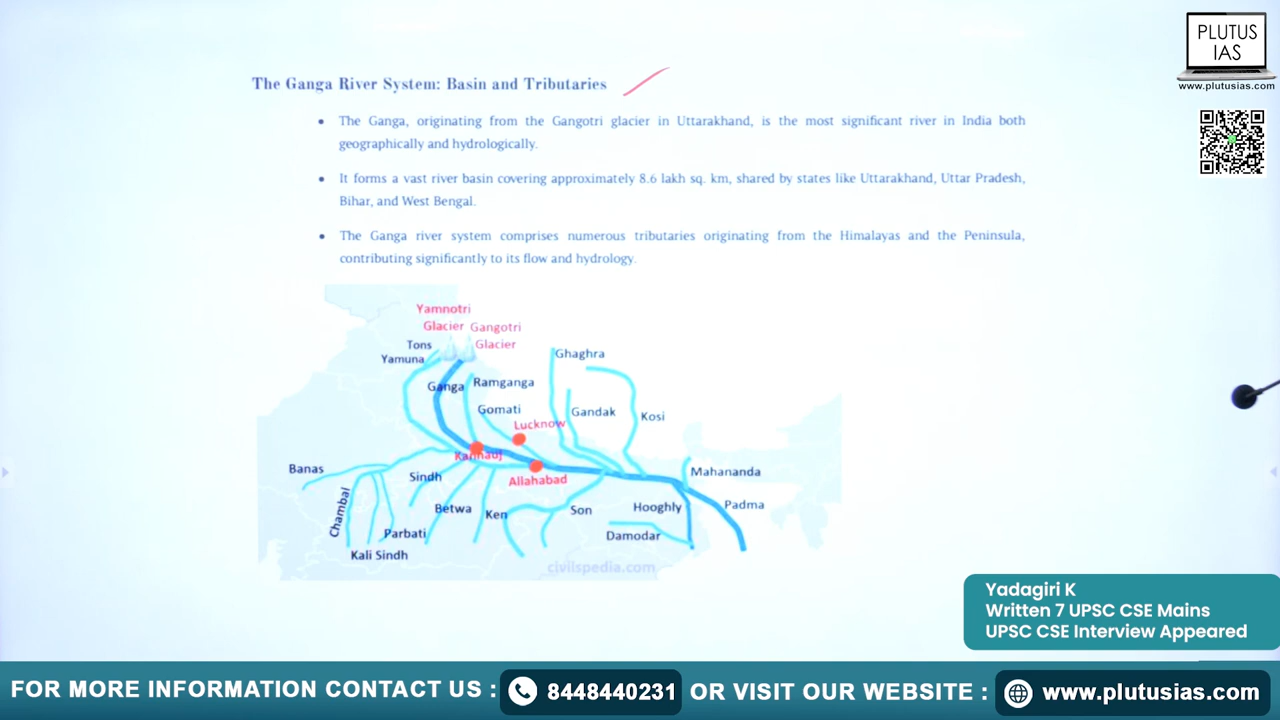 PLUTUS
IAS
www.plutusias.com
The Ganga River System: Basin and Tributaries
• The Ganga, originating from the Gangotri glacier in Uttarakhand, is the most significant river in India both
geographically and hydrologically.
• It forms a vast river basin covering approximately 8.6 lakh sq. km, shared by states like Uttarakhand, Uttar Pradesh,
Bihar, and West Bengal.
• The Ganga river system comprises numerous tributaries originating from the Himalayas and the Peninsula,
contributing significantly to its flow and hydrology.
Yamnotri
Glacier
Gangotri
Glacier
Tons
Yamuna
Ghaghra
Ganga
Ramganga
Gomati
Gandak
Kosi
Lucknow
Kannauj
Banas
Sindh
Allahabad
Mahananda
Chambal
Betwa
Ken
Son
Hooghly
Padma
Parbati
Damodar
Kali Sindh
civilspedia.com
Yadagiri K
Written 7 UPSC CSE Mains
UPSC CSE Interview Appeared
FOR MORE INFORMATION CONTACT US : 8448440231 OR VISIT OUR WEBSITE : www.plutusias.com